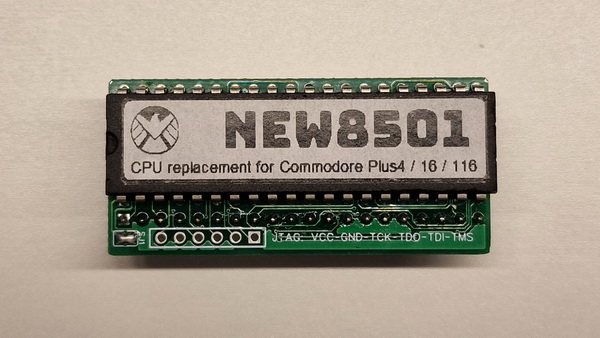 NEW8501
CPU replacement for Commodore Plus4 / 16 / 116
JTAG: VCC-GND-TCK-TDO-TDI-TMS